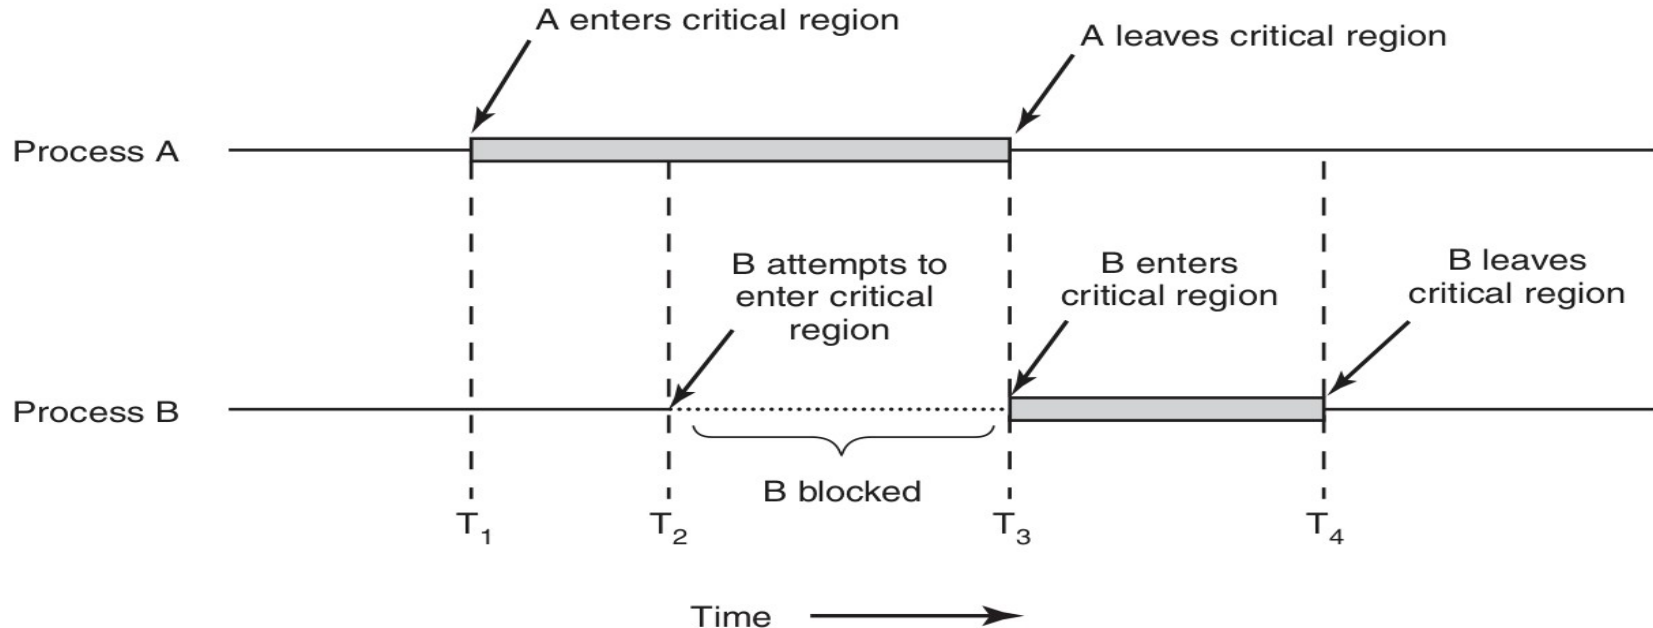 A enters critical region
A leaves critical region
Process A
B attempts to
enter critical
region
B enters
critical region
B leaves
critical region
Process B
B blocked
T1
T2
T3
T4
Time